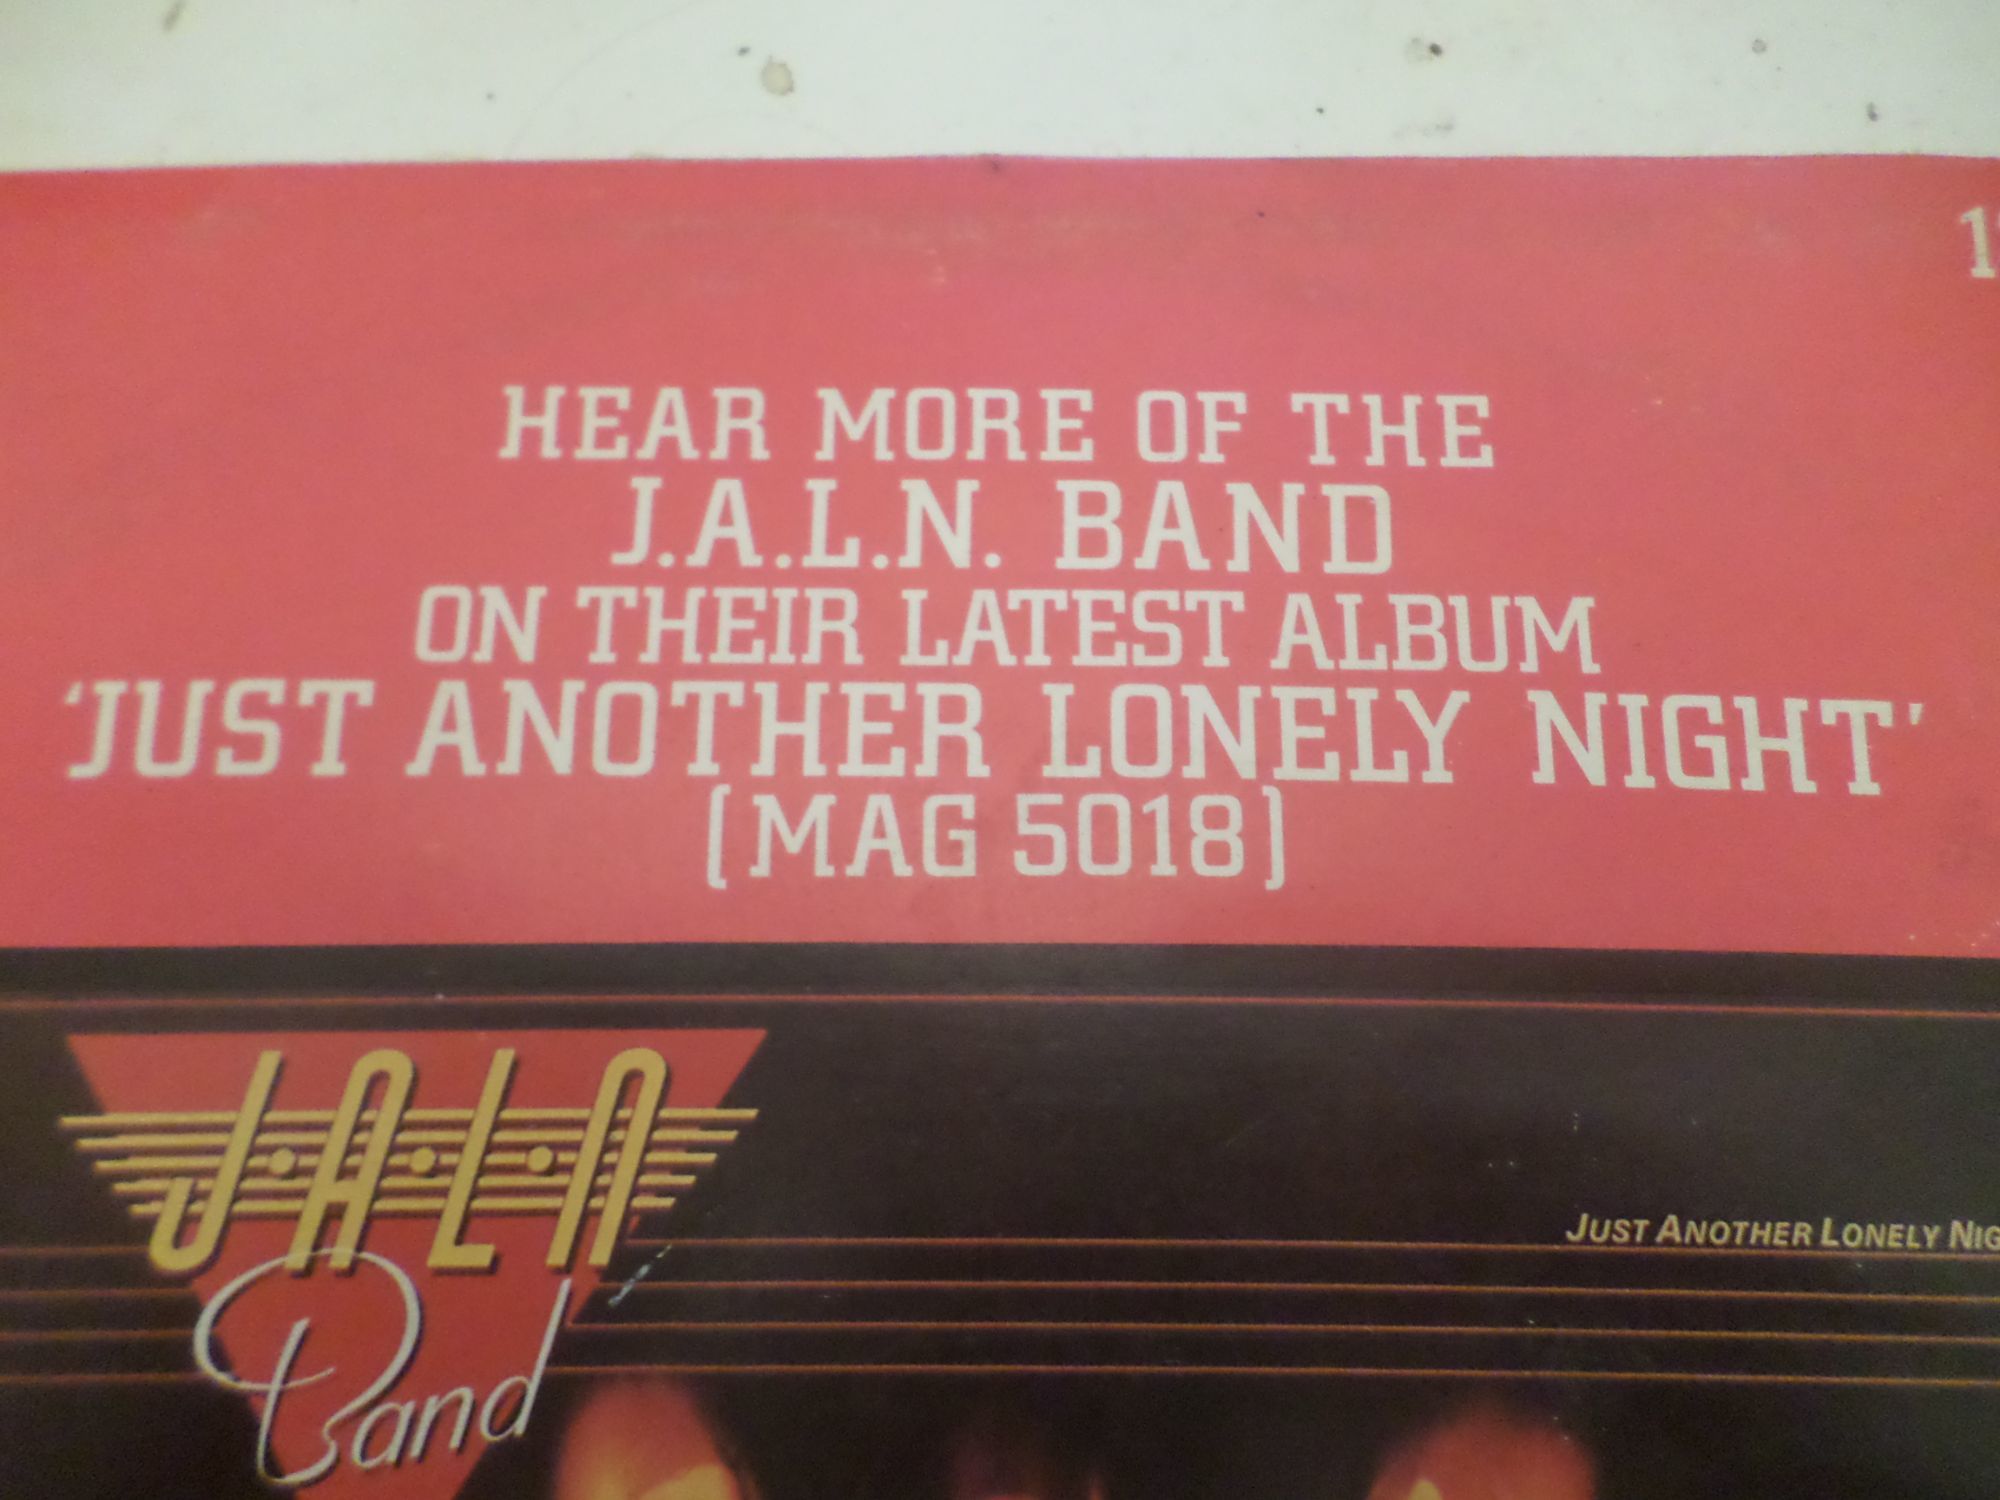 HEAR MORE OF THE
J.A.L.N. BAND
ON THEIR LATEST ALBUM
'JUST ANOTHER LONELY NIGHT'
[MAG 5018]
J·A·L·N
Band
JUST ANOTHER LONELY